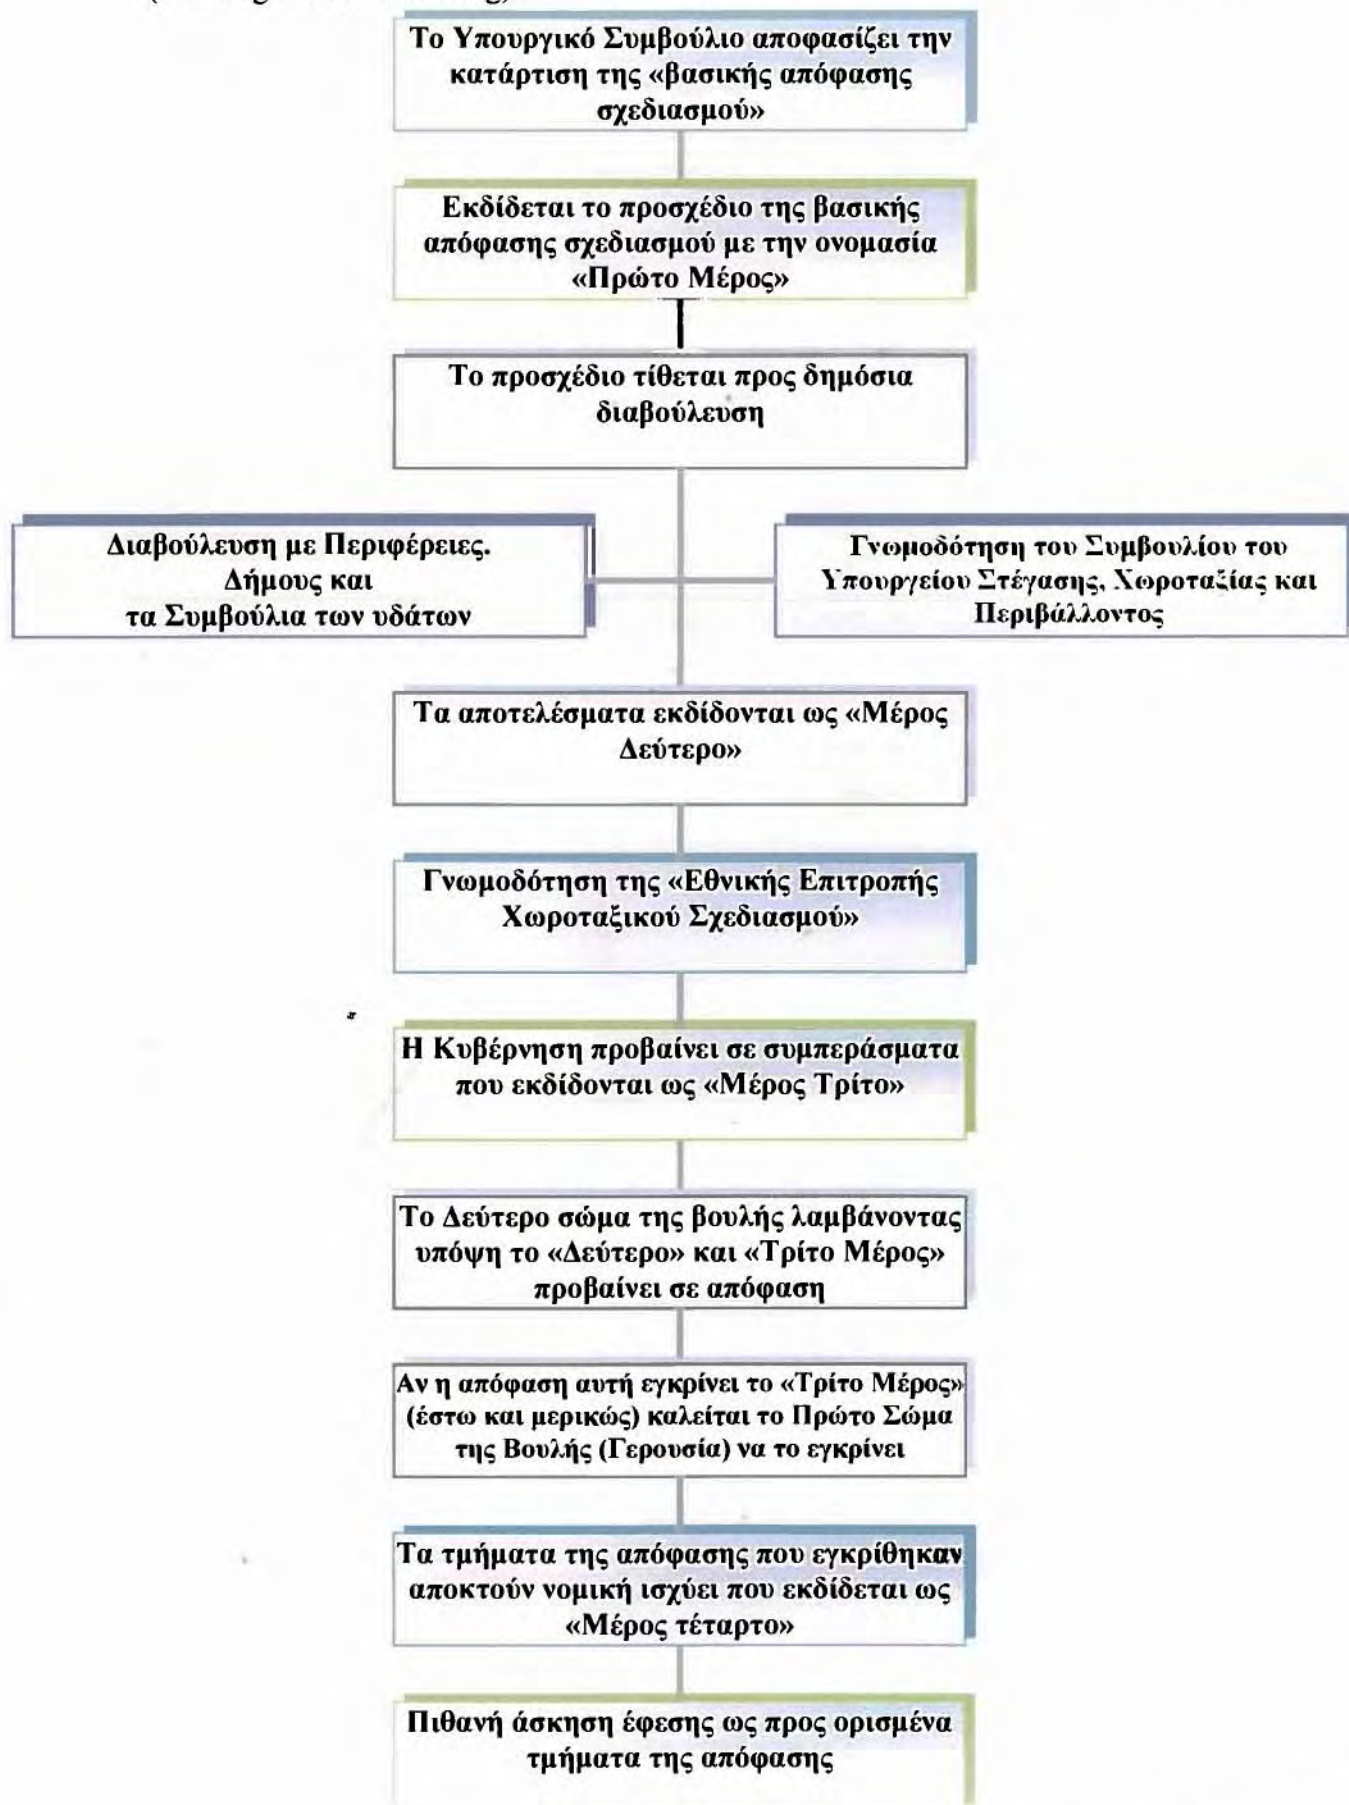 Το Υπουργικό Συμβούλιο αποφασίζει την
κατάρτιση της «βασικής απόφασης
σχεδιασμού»
Εκδίδεται το προσχέδιο της βασικής
απόφασης σχεδιασμού με την ονομασία
«Πρώτο Μέρος»
Το προσχέδιο τίθεται προς δημόσια
διαβούλευση
Διαβούλευση με Περιφέρειες.
Δήμους και
τα Συμβούλια των υδάτων
Γνωμοδότηση του Συμβουλίου του
Υπουργείου Στέγασης, Χωροταξίας και
Περιβάλλοντος
Τα αποτελέσματα εκδίδονται ως «Μέρος
Δεύτερο»
Γνωμοδότηση της «Εθνικής Επιτροπής
Χωροταξικού Σχεδιασμού»
Η Κυβέρνηση προβαίνει σε συμπεράσματα
που εκδίδονται ως «Μέρος Τρίτο»
Το Δεύτερο σώμα της βουλής λαμβάνοντας
υπόψη το «Δεύτερο» και «Τρίτο Μέρος»
προβαίνει σε απόφαση
Αν η απόφαση αυτή εγκρίνει το «Τρίτο Μέρος»
(έστω και μερικώς) καλείται το Πρώτο Σώμα
της Βουλής (Γερουσία) να το εγκρίνει
Τα τμήματα της απόφασης που εγκρίθηκαν
αποκτούν νομική ισχύει που εκδίδεται ως
«Μέρος τέταρτο»
Πιθανή άσκηση έφεσης ως προς ορισμένα
τμήματα της απόφασης